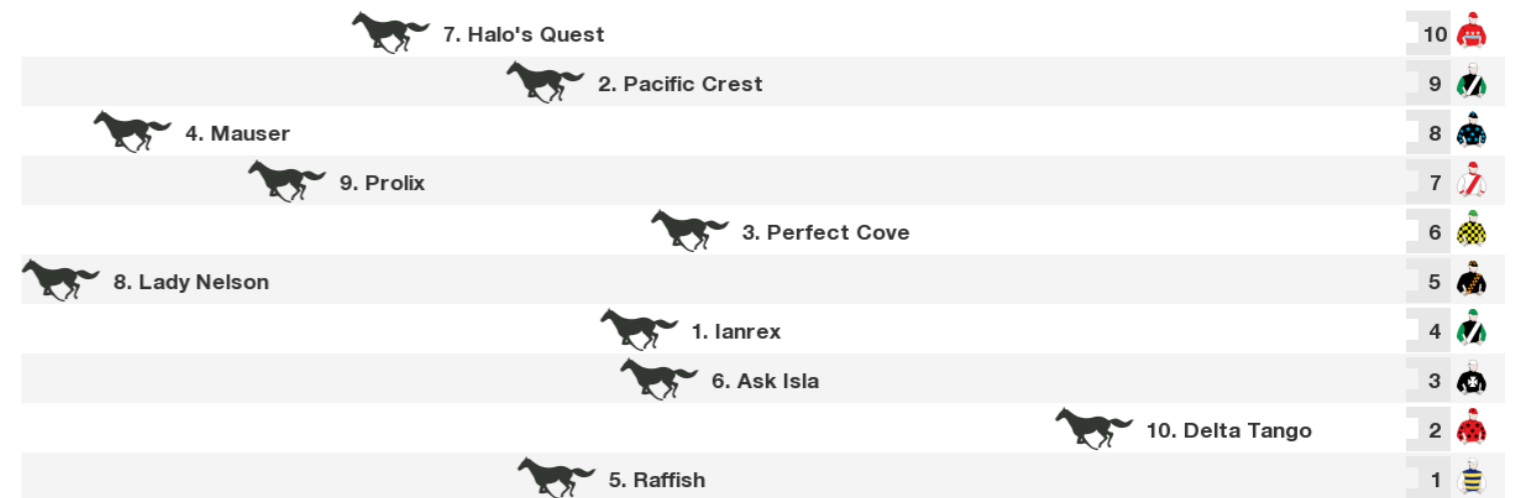 7. Halo's Quest 10
2. Pacific Crest 9
4. Mauser 8
9. Prolix 7
3. Perfect Cove 6
8. Lady Nelson 5
1. Ianrex 4
6. Ask Isla 3
10. Delta Tango 2
5. Raffish 1